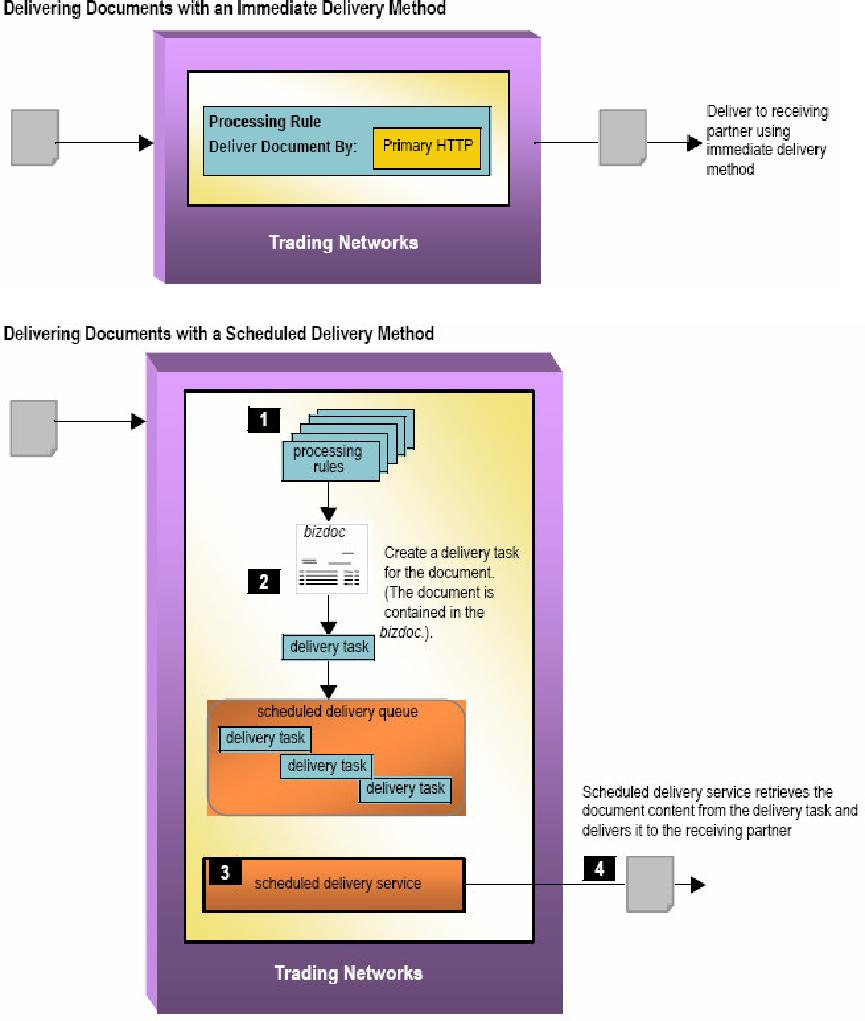 Delivering Documents with an Immediate Delivery Method
Processing Rule
Deliver Document By:
Primary HTTP
Trading Networks
Deliver to receiving
partner using
immediate delivery
method
Delivering Documents with a Scheduled Delivery Method
1
processing
rules
bizdoc
2
Create a delivery task
for the document.
(The document is
contained in the
bizdoc.).
delivery task
scheduled delivery queue
delivery task
delivery task
delivery task
Scheduled delivery service retrieves the
document content from the delivery task and
delivers it to the receiving partner
3
scheduled delivery service
4
Trading Networks